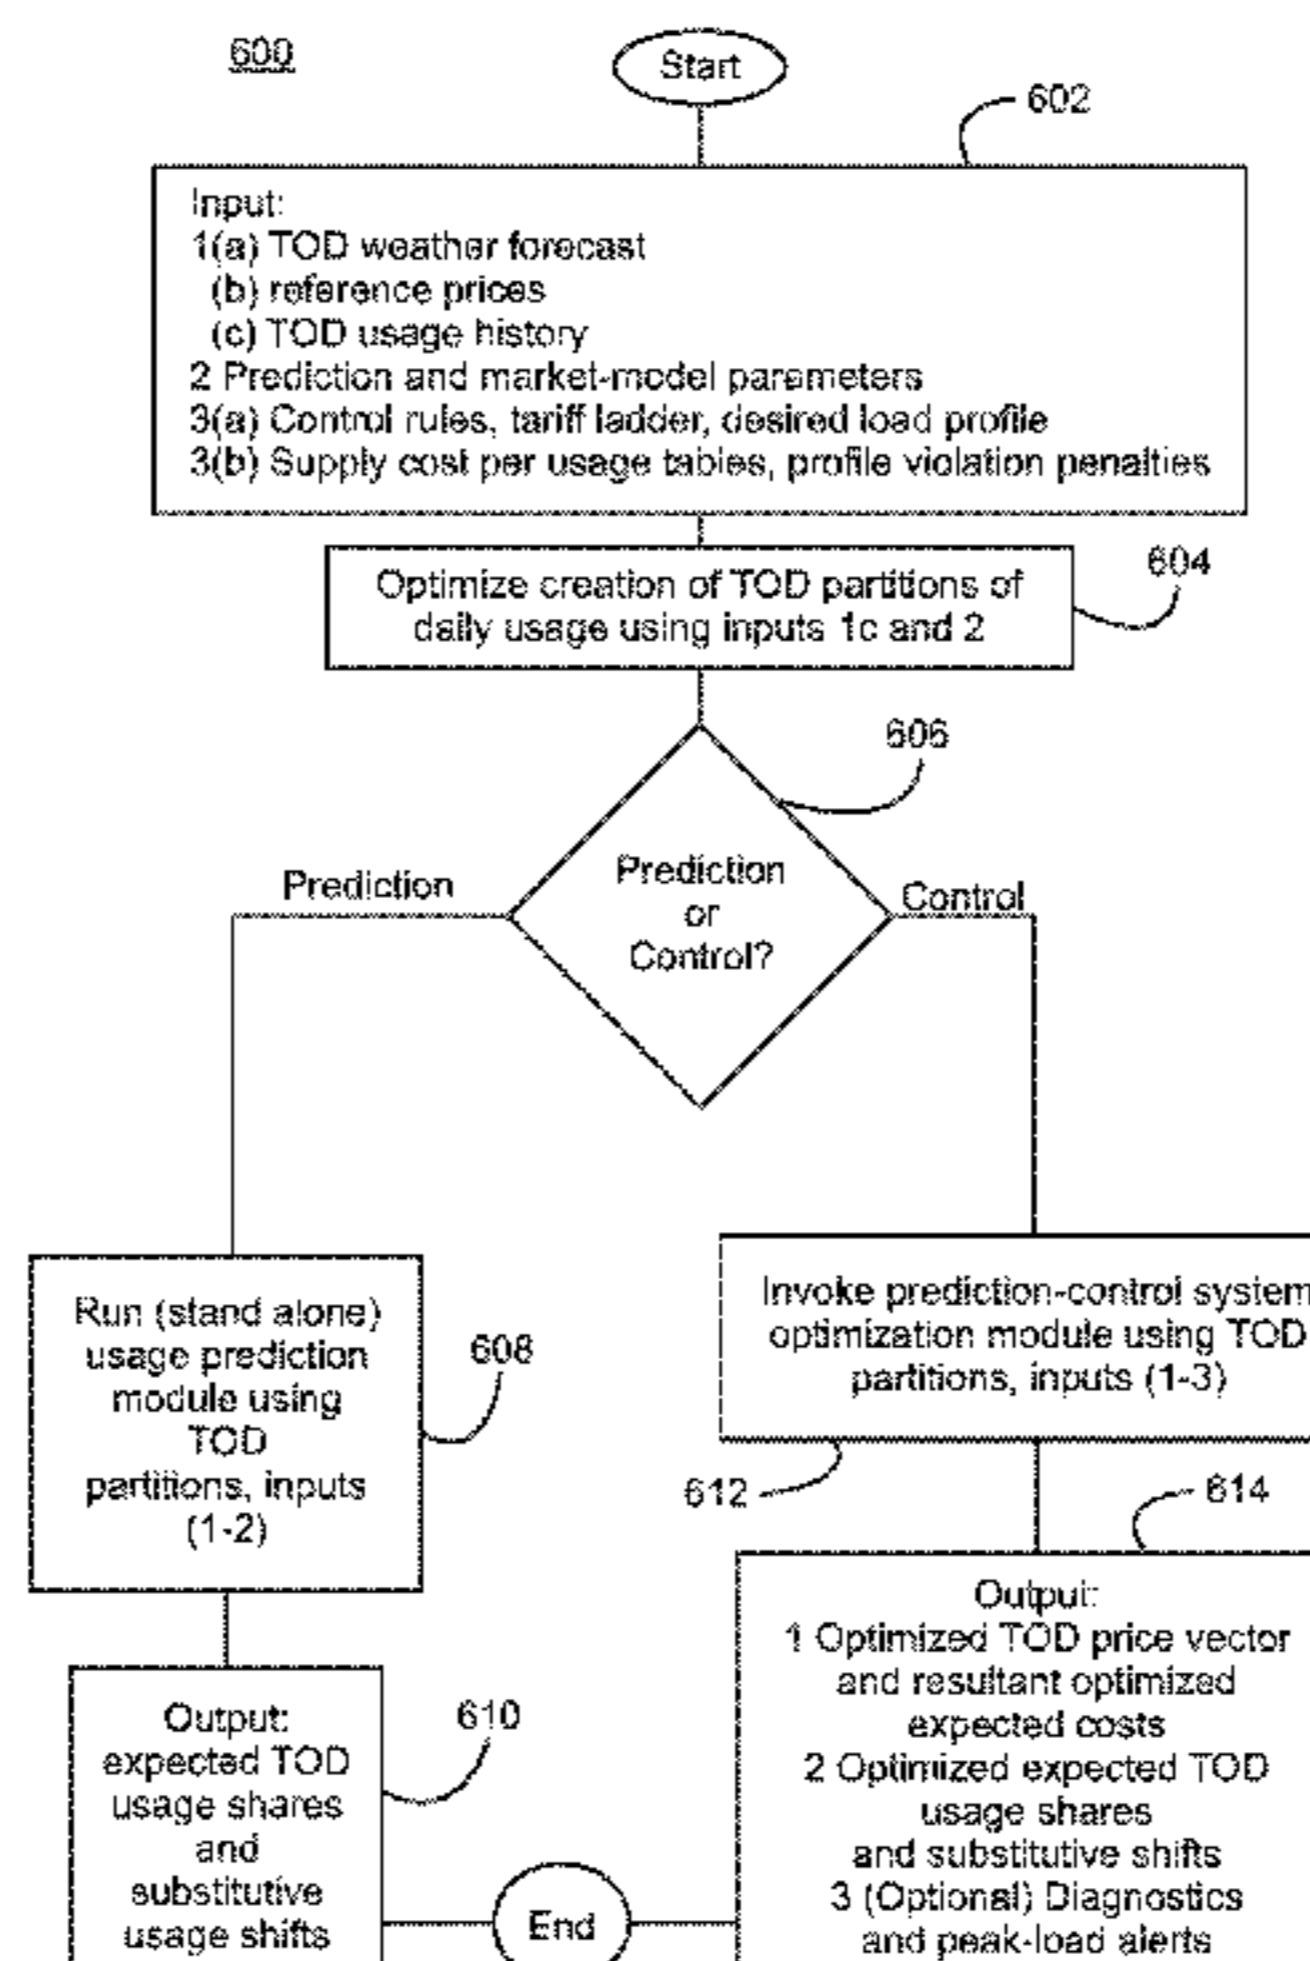 600
Start
602
Input:
1(a) TOD weather forecast
(b) reference prices
(c) TOD usage history
2 Prediction and market-model parameters
3(a) Control rules, tariff ladder, desired load profile
3(b) Supply cost per usage tables, profile violation penalties
604
Optimize creation of TOD partitions of
daily usage using inputs 1c and 2
606
Prediction
or
Control?
Prediction
Control
Run (stand alone)
usage prediction
module using
TOD
partitions, inputs
(1-2)
608
Invoke prediction-control system
optimization module using TOD
partitions, inputs (1-3)
612
614
Output:
expected TOD
usage shares
and
substitutive
usage shifts
610
End
Output:
1 Optimized TOD price vector
and resultant optimized
expected costs
2 Optimized expected TOD
usage shares
and substitutive shifts
3 (Optional) Diagnostics
and peak-load alerts